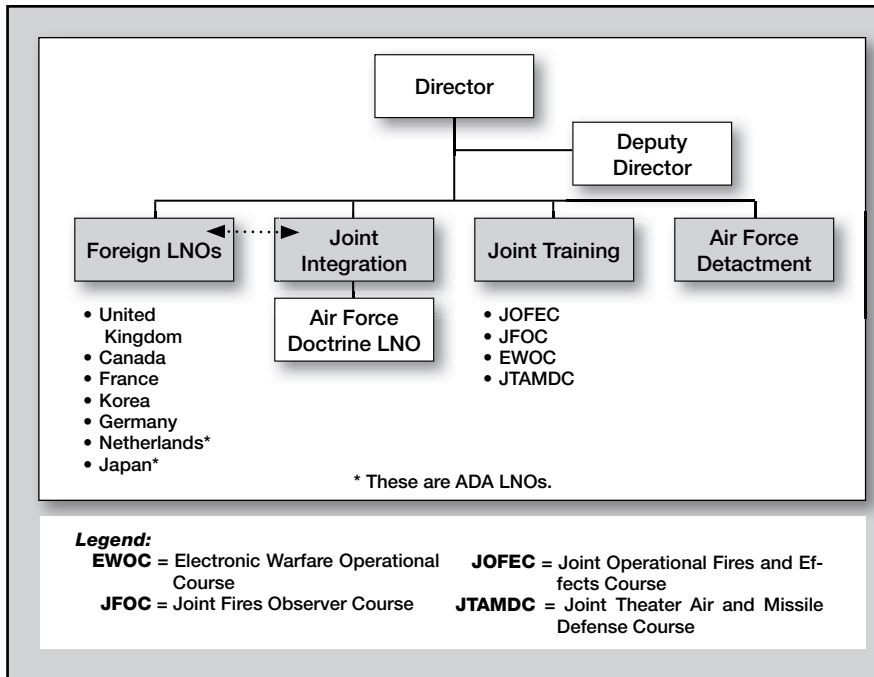 Director
Deputy
Director
Foreign LNOs
Joint
Integration
Joint Training
Air Force
Detactment
• United
Kingdom
• Canada
• France
• Korea
• Germany
• Netherlands*
• Japan*
Air Force
Doctrine LNO
• JOFEC
• JFOC
• EWOC
• JTAMDC
* These are ADA LNOs.
Legend:
EWOC = Electronic Warfare Operational
Course
JFOC = Joint Fires Observer Course
JOFEC = Joint Operational Fires and Ef-
fects Course
JTAMDC = Joint Theater Air and Missile
Defense Course